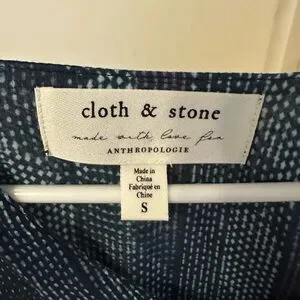 cloth & stone
made with love for
ANTHROPOLOGIE
Made in
China
Fabriqué en
Chine
S